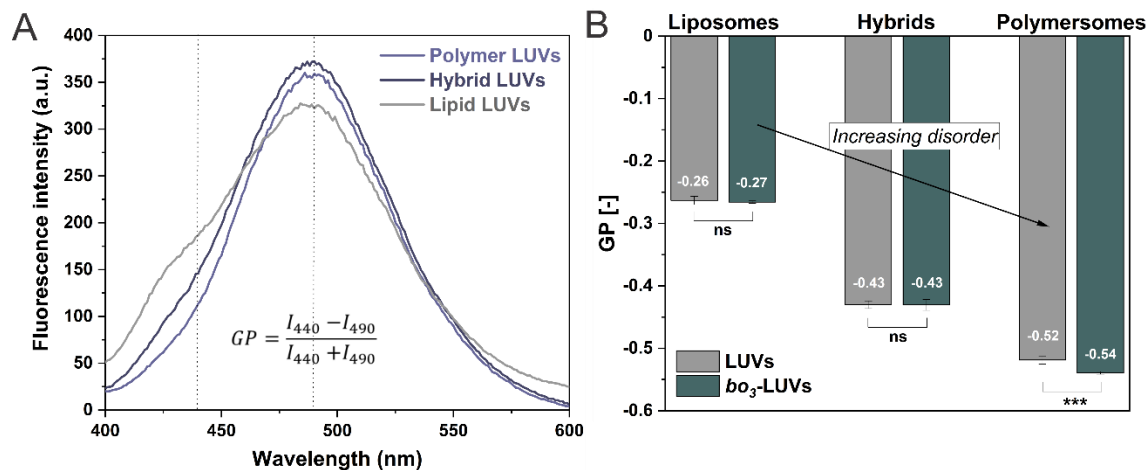 A
Fluorescence intensity (a.u.)
400
350
300
250
200
150
100
50
0
Polymer LUVs
Hybrid LUVs
Lipid LUVs
GP = (I440 − I490) / (I440 + I490)
400
450
500
550
600
Wavelength (nm)
B
Liposomes
Hybrids
Polymersomes
GP [-]
0
-0.1
-0.2
-0.3
-0.4
-0.5
-0.6
Increasing disorder
-0.26
-0.27
ns
-0.43
-0.43
ns
-0.52
-0.54
***
LUVs
bo3-LUVs